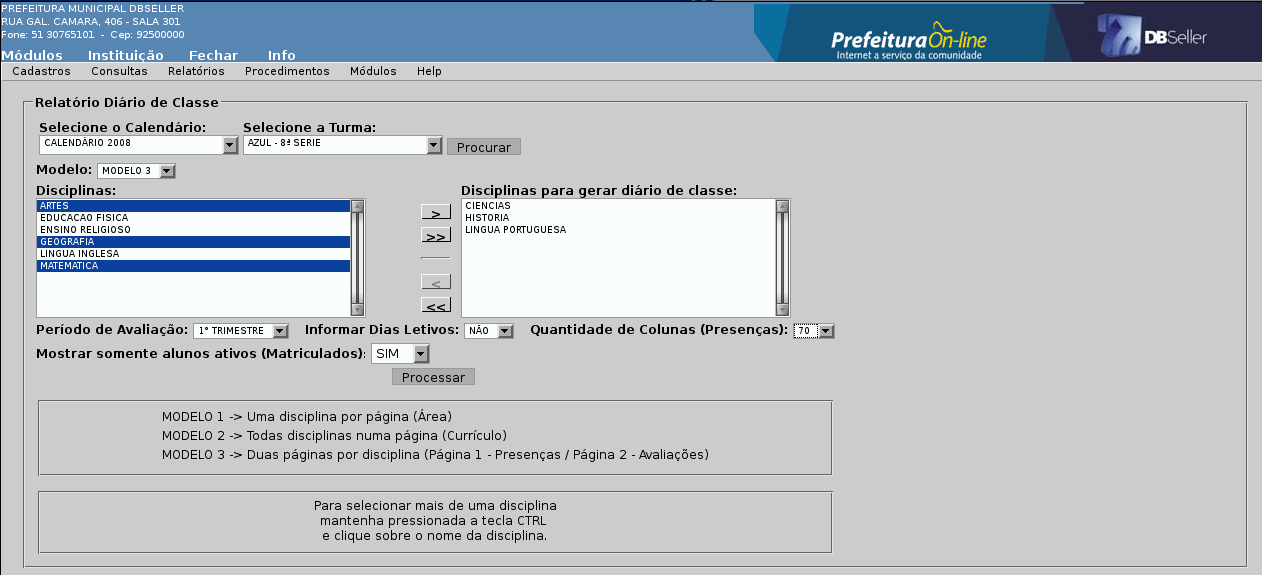 PREFEITURA MUNICIPAL DBSELLER
RUA GAL. CAMARA, 406 - SALA 301
Fone: 51 30765101 - Cep: 92500000
Prefeitura On-line
Internet a serviço da comunidade
DBSeller
Módulos Instituição Fechar Info
Cadastros Consultas Relatórios Procedimentos Módulos Help
Relatório Diário de Classe
Selecione o Calendário: Selecione a Turma:
CALENDÁRIO 2008 AZUL - 8ª SERIE Procurar
Modelo: MODELO 3
Disciplinas: Disciplinas para gerar diário de classe:
ARTES CIENCIAS
EDUCACAO FISICA > HISTORIA
ENSINO RELIGIOSO LINGUA PORTUGUESA
GEOGRAFIA >>
LINGUA INGLESA
MATEMATICA
<
<<
Período de Avaliação: 1° TRIMESTRE Informar Dias Letivos: NÃO Quantidade de Colunas (Presenças): 70
Mostrar somente alunos ativos (Matriculados): SIM
Processar
MODELO 1 -> Uma disciplina por página (Área)
MODELO 2 -> Todas disciplinas numa página (Currículo)
MODELO 3 -> Duas páginas por disciplina (Página 1 - Presenças / Página 2 - Avaliações)
Para selecionar mais de uma disciplina
mantenha pressionada a tecla CTRL
e clique sobre o nome da disciplina.